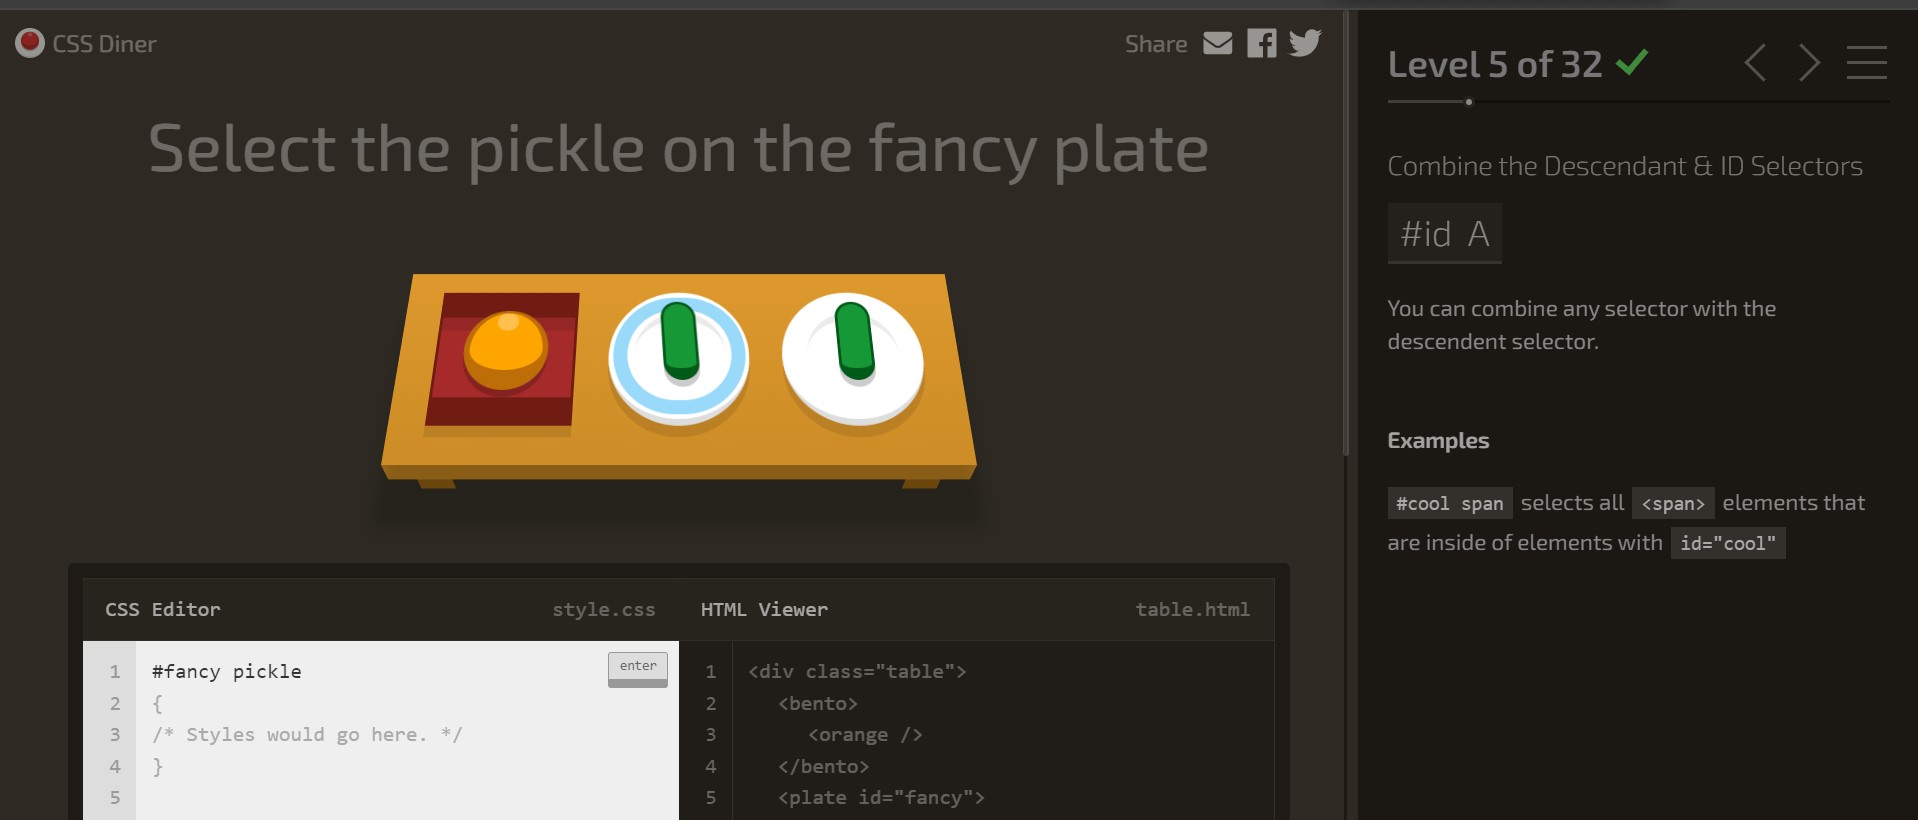 CSS Diner
Share
Select the pickle on the fancy plate
CSS Editor style.css
1 #fancy pickle
enter
2 {
3 /* Styles would go here. */
4 }
5
HTML Viewer table.html
1 <div class="table">
2 <bento>
3 <orange />
4 </bento>
5 <plate id="fancy">
Level 5 of 32
Combine the Descendant & ID Selectors
#id A
You can combine any selector with the
descendent selector.
Examples
#cool span selects all <span> elements that
are inside of elements with id="cool"